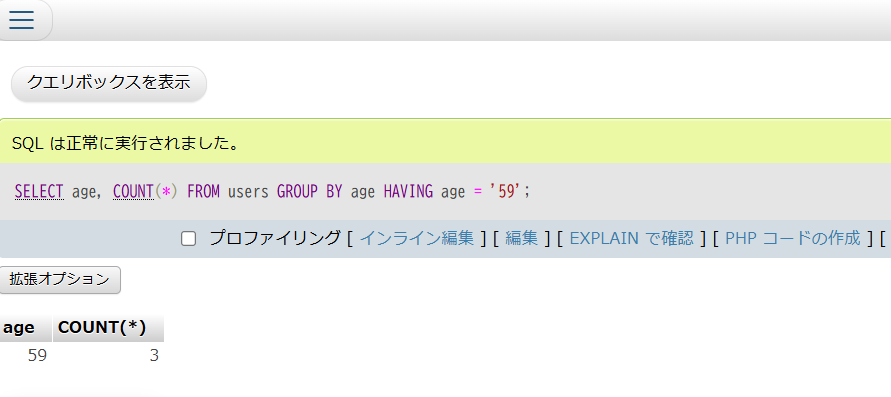 クエリボックスを表示
SQL は正常に実行されました。
SELECT age, COUNT(*) FROM users GROUP BY age HAVING age = '59';
プロファイリング [ インライン編集 ] [ 編集 ] [ EXPLAIN で確認 ] [ PHP コードの作成 ] [
拡張オプション
age COUNT(*)
59 3